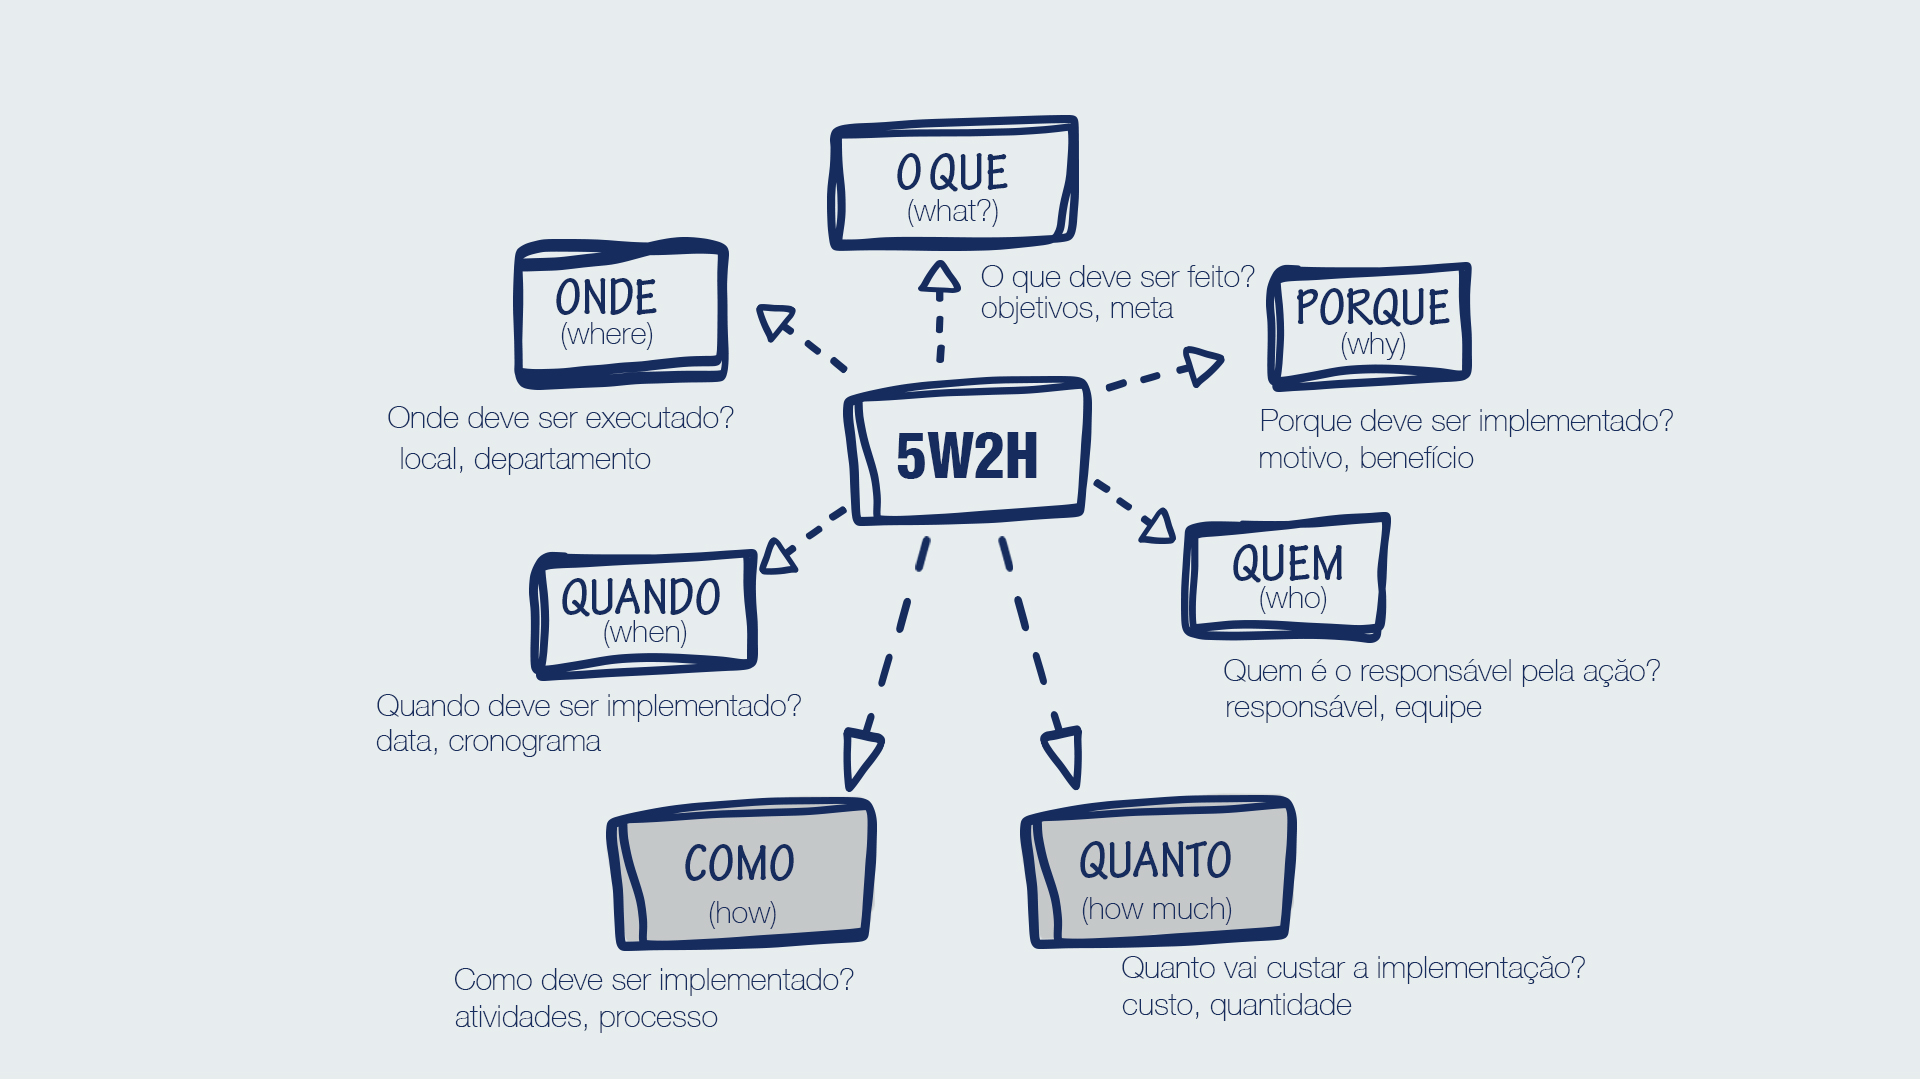 O QUE
(what?)
O que deve ser feito?
objetivos, meta
ONDE
(where)
Onde deve ser executado?
local, departamento
PORQUE
(why)
Porque deve ser implementado?
motivo, benefício
5W2H
QUANDO
(when)
Quando deve ser implementado?
data, cronograma
QUEM
(who)
Quem é o responsável pela ação?
responsável, equipe
COMO
(how)
Como deve ser implementado?
atividades, processo
QUANTO
(how much)
Quanto vai custar a implementação?
custo, quantidade